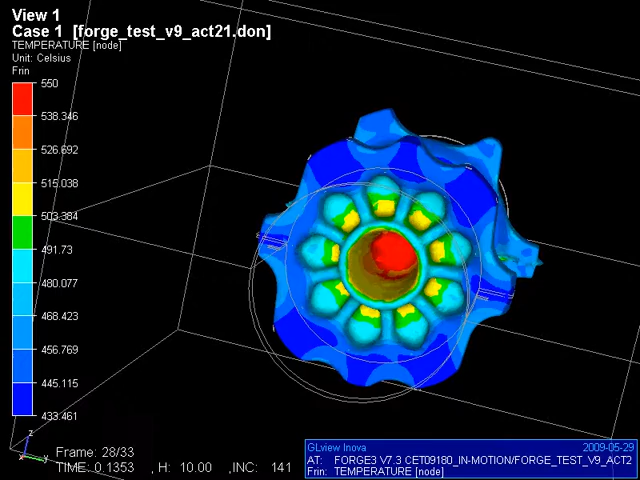 View 1
Case 1 [forge_test_v9_act21.don]
TEMPERATURE [node]
Unit: Celsius
Frin
550
538.346
526.692
515.038
503.384
491.73
480.077
468.423
456.769
445.115
433.461
z
x y
Frame: 28/33
TIME: 0.1353 , H: 10.00 , INC: 141
GLview Inova 2009-05-29
AT: FORGE3 V7.3 CET09180_IN-MOTION/FORGE_TEST_V9_ACT2
Frin: TEMPERATURE [node]